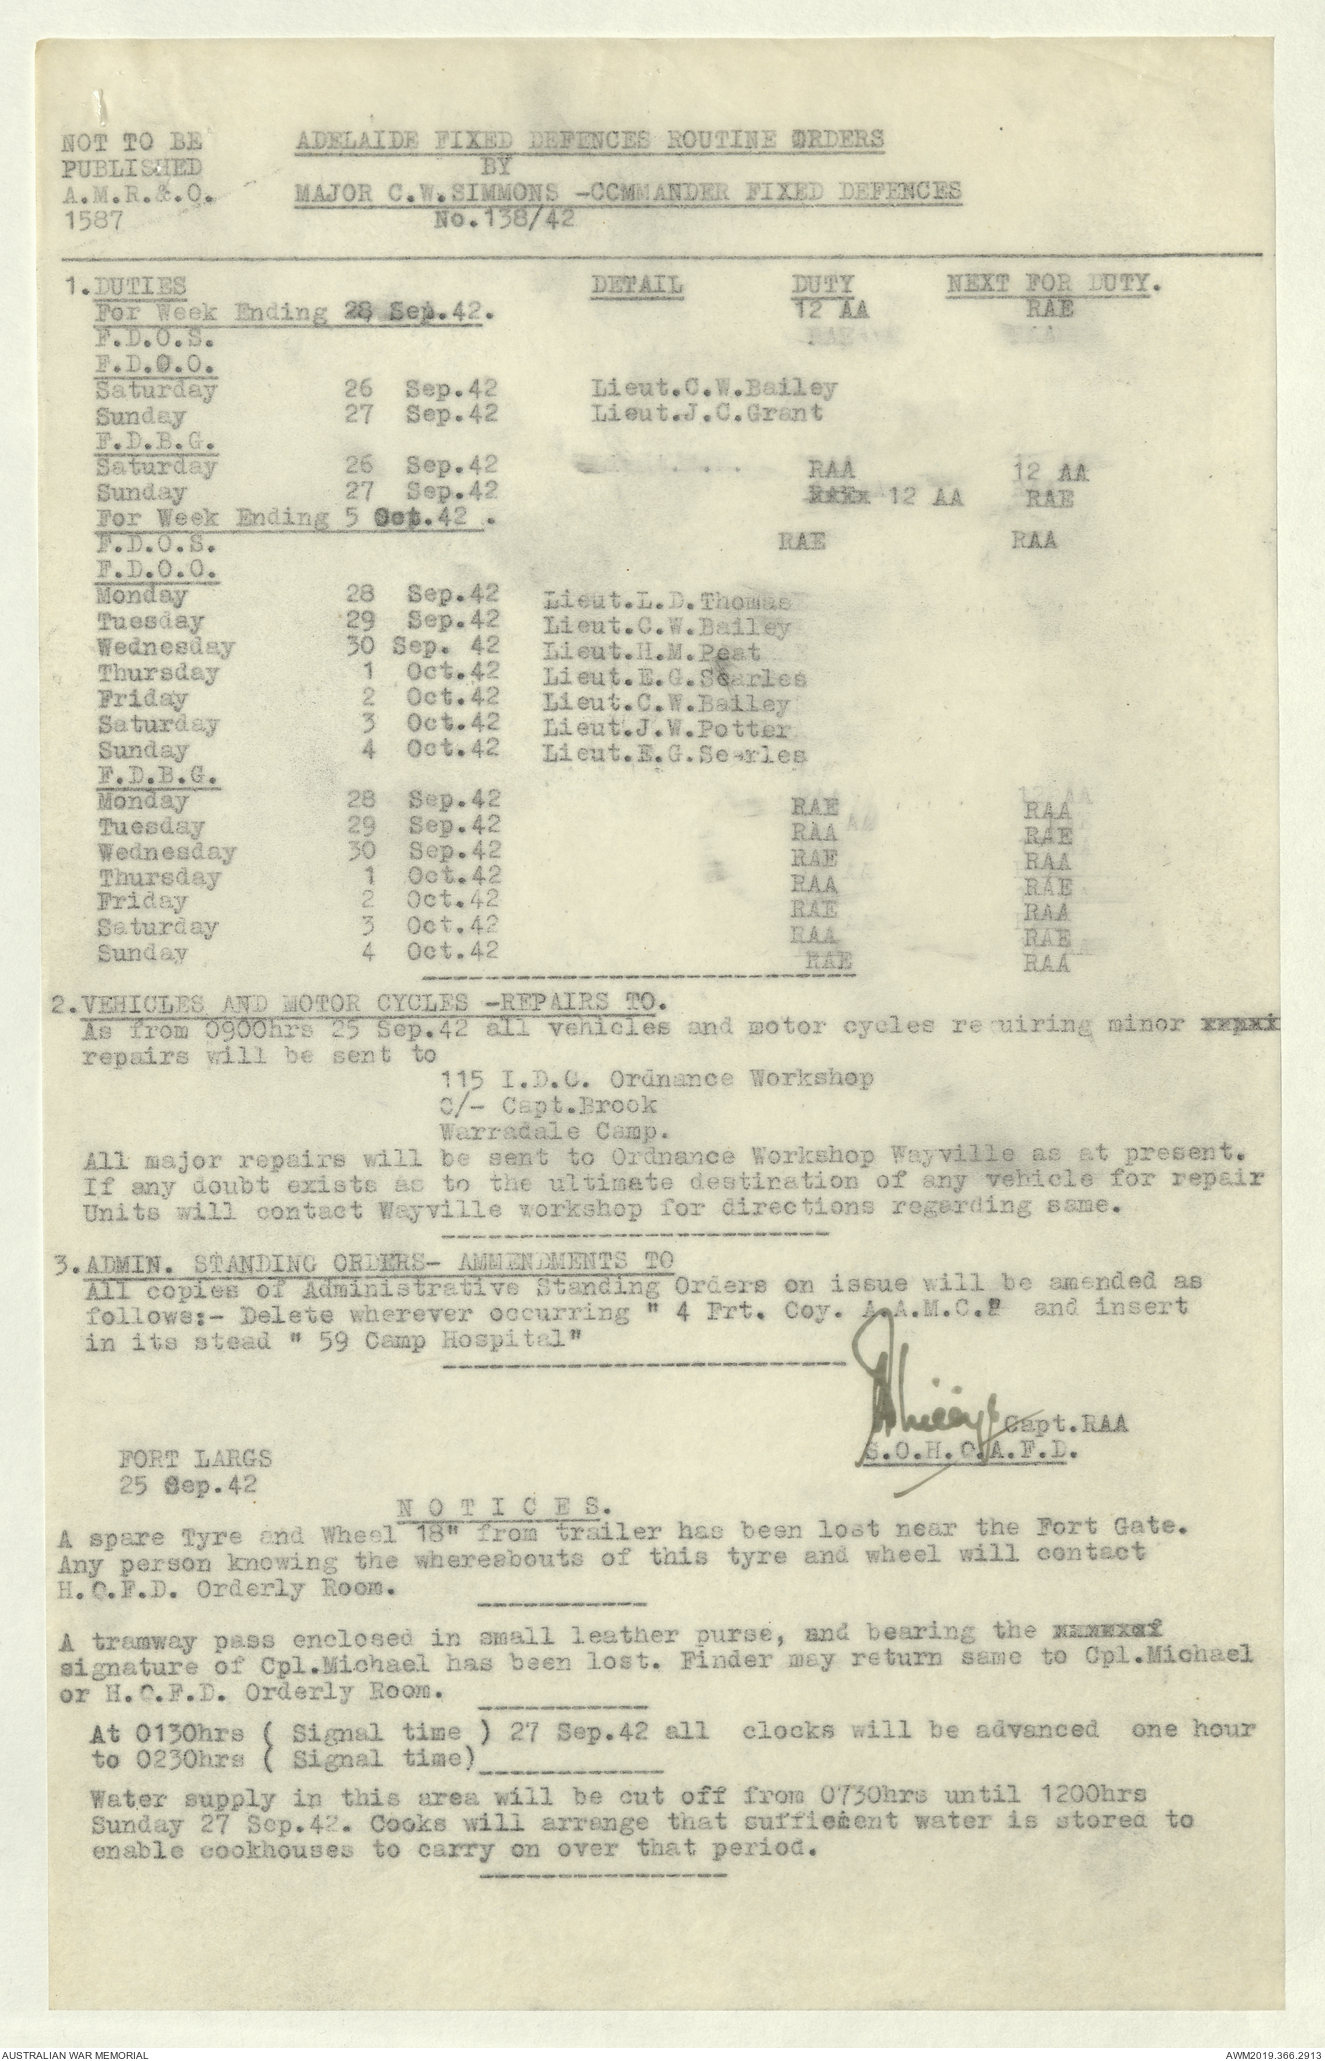 NOT TO BE ADELAIDE FIXED DEFENCES ROUTINE ORDERS
PUBLISHED BY
A.M.R.&.O. MAJOR C.W.SIMMONS -COMMANDER FIXED DEFENCES
1587 No.138/42
1.DUTIES DETAIL DUTY NEXT FOR DUTY.
For Week Ending 28 Sep.42. 12 AA RAE
F.D.O.S.
F.D.O.O.
Saturday 26 Sep.42 Lieut.C.W.Bailey
Sunday 27 Sep.42 Lieut.J.C.Grant
F.D.B.G.
Saturday 26 Sep.42 RAA 12 AA
Sunday 27 Sep.42 12 AA RAE
For Week Ending 5 Oct.42 .
F.D.O.S. RAE RAA
F.D.O.O.
Monday 28 Sep.42 Lieut.L.D.Thomas
Tuesday 29 Sep.42 Lieut.C.W.Bailey
Wednesday 30 Sep. 42 Lieut.H.M.Peat
Thursday 1 Oct.42 Lieut.E.G.Searles
Friday 2 Oct.42 Lieut.C.W.Bailey
Saturday 3 Oct.42 Lieut.J.W.Potter
Sunday 4 Oct.42 Lieut.E.G.Searles
F.D.B.G.
Monday 28 Sep.42 RAE RAA
Tuesday 29 Sep.42 RAA RAE
Wednesday 30 Sep.42 RAE RAA
Thursday 1 Oct.42 RAA RAE
Friday 2 Oct.42 RAE RAA
Saturday 3 Oct.42 RAA RAE
Sunday 4 Oct.42 RAE RAA
2.VEHICLES AND MOTOR CYCLES -REPAIRS TO.
As from 0900hrs 25 Sep.42 all vehicles and motor cycles requiring minor
repairs will be sent to
115 I.D.C. Ordnance Workshop
C/- Capt.Brook
Warradale Camp.
All major repairs will be sent to Ordnance Workshop Wayville as at present.
If any doubt exists as to the ultimate destination of any vehicle for repair
Units will contact Wayville workshop for directions regarding same.
3.ADMIN. STANDING ORDERS- AMMENDMENTS TO
All copies of Administrative Standing Orders on issue will be amended as
follows:- Delete wherever occurring " 4 Frt. Coy. A.A.M.C." and insert
in its stead " 59 Camp Hospital"
Capt.RAA
S.O.H.Q.A.F.D.
FORT LARGS
25 Sep.42
N O T I C E S.
A spare Tyre and Wheel 18" from trailer has been lost near the Fort Gate.
Any person knowing the whereabouts of this tyre and wheel will contact
H.Q.F.D. Orderly Room.
A tramway pass enclosed in small leather purse, and bearing the
signature of Cpl.Michael has been lost. Finder may return same to Cpl.Michael
or H.Q.F.D. Orderly Room.
At 0130hrs ( Signal time ) 27 Sep.42 all clocks will be advanced one hour
to 0230hrs ( Signal time)
Water supply in this area will be cut off from 0730hrs until 1200hrs
Sunday 27 Sep.42. Cooks will arrange that suffieient water is stored to
enable cookhouses to carry on over that period.
AUSTRALIAN WAR MEMORIAL AWM2019.366.2913